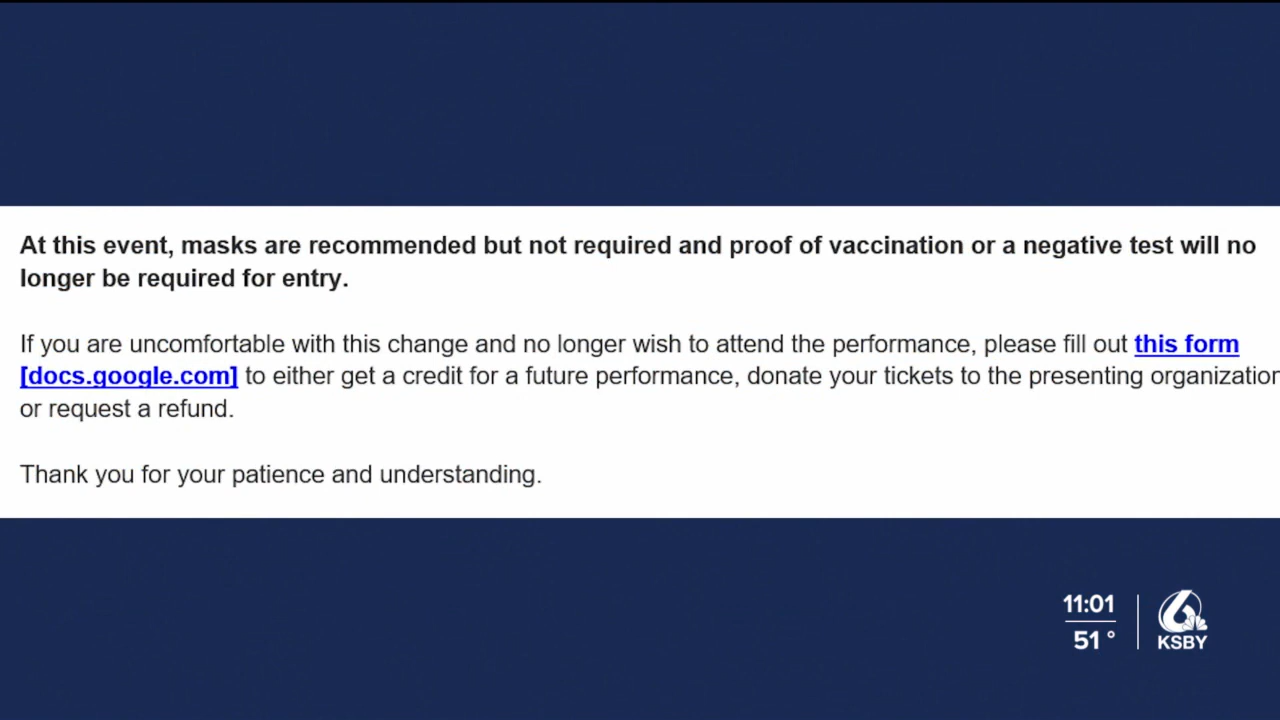 At this event, masks are recommended but not required and proof of vaccination or a negative test will no
longer be required for entry.
If you are uncomfortable with this change and no longer wish to attend the performance, please fill out this form
[docs.google.com] to either get a credit for a future performance, donate your tickets to the presenting organization
or request a refund.
Thank you for your patience and understanding.
11:01
51°
6
KSBY